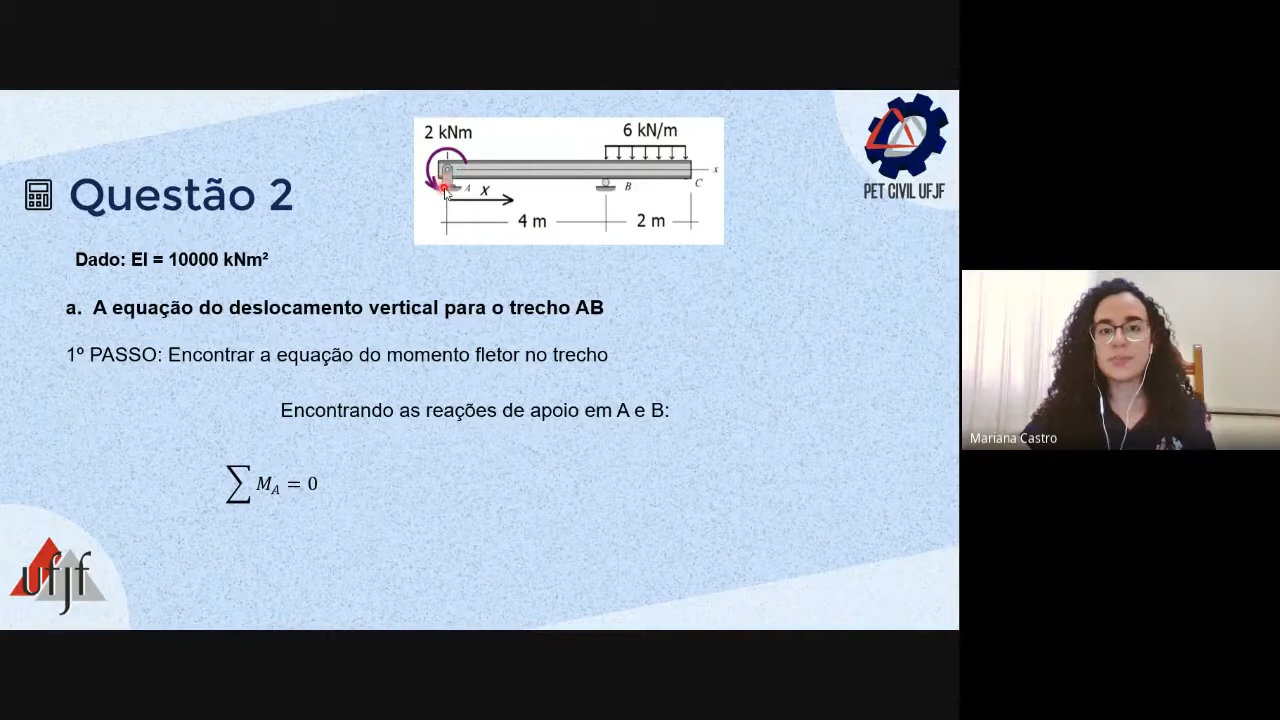 2 kNm
6 kN/m
x
A
X
B
C
4 m
2 m
PET CIVIL UFJF
Questão 2
Dado: EI = 10000 kNm²
a. A equação do deslocamento vertical para o trecho AB
1º PASSO: Encontrar a equação do momento fletor no trecho
Encontrando as reações de apoio em A e B:
∑ M_A = 0
ufjf
Mariana Castro